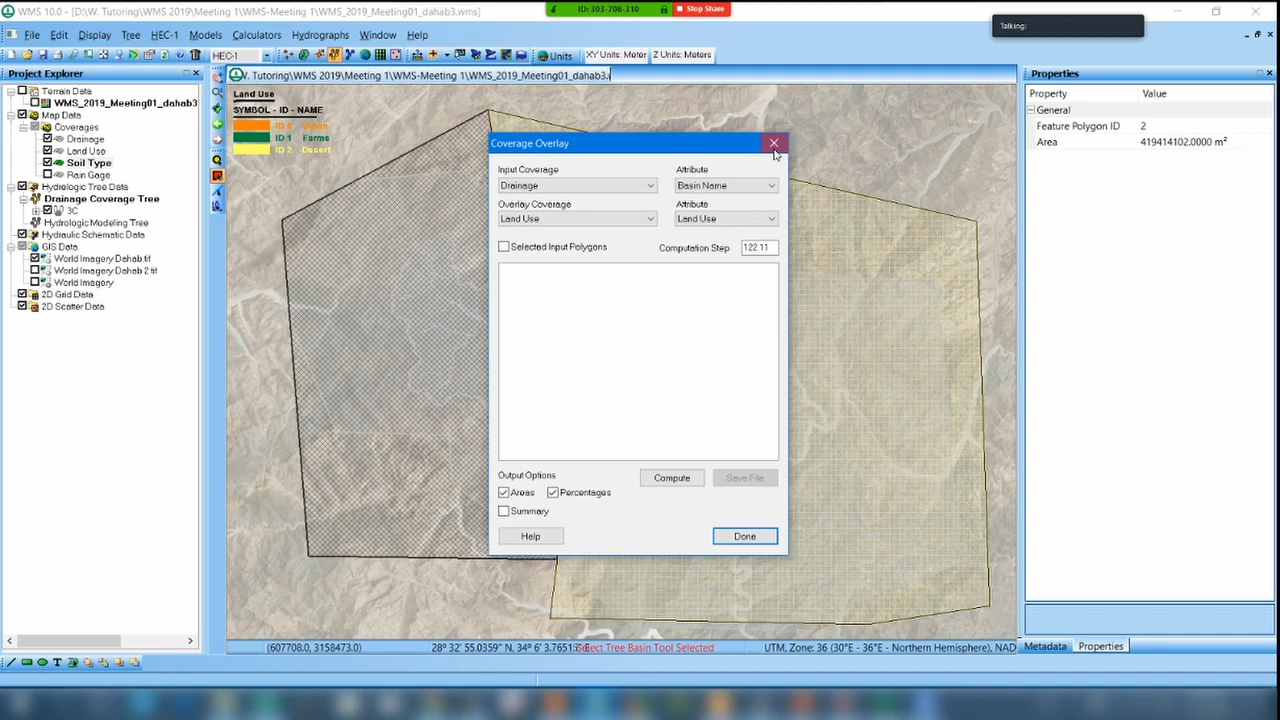 WMS 10.0 - [D:\W. Tutoring\WMS 2019\Meeting 1\WMS-Meeting 1\WMS_2019_Meeting01_dahab3.wms]
ID: 303-708-310
Stop Share
Talking:
File Edit Display Tree HEC-1 Models Calculators Hydrographs Window Help
HEC-1
Units
XY Units: Meter
Z Units: Meters
Project Explorer
V. Tutoring\WMS 2019\Meeting 1\WMS-Meeting 1\WMS_2019_Meeting01_dahab3.v
Properties
Terrain Data
WMS_2019_Meeting01_dahab3
Map Data
Coverages
Drainage
Land Use
Soil Type
Rain Gage
Hydrologic Tree Data
Drainage Coverage Tree
3C
Hydrologic Modeling Tree
Hydraulic Schematic Data
GIS Data
World Imagery Dahab.tif
World Imagery Dahab 2.tif
World Imagery
2D Grid Data
2D Scatter Data
Land Use
SYMBOL - ID - NAME
ID 0 Urban
ID 1 Farms
ID 2 Desert
Coverage Overlay
Input Coverage Attribute
Drainage Basin Name
Overlay Coverage Attribute
Land Use Land Use
Selected Input Polygons Computation Step 122.11
Output Options
Compute Save File
Areas Percentages
Summary
Help Done
Property Value
General
Feature Polygon ID 2
Area 419414102.0000 m²
(607708.0, 3158473.0)
28° 32' 55.0359" N, 34° 6' 3.7651
Select Tree Basin Tool Selected
UTM, Zone: 36 (30°E - 36°E - Northern Hemisphere), NAD
Metadata Properties